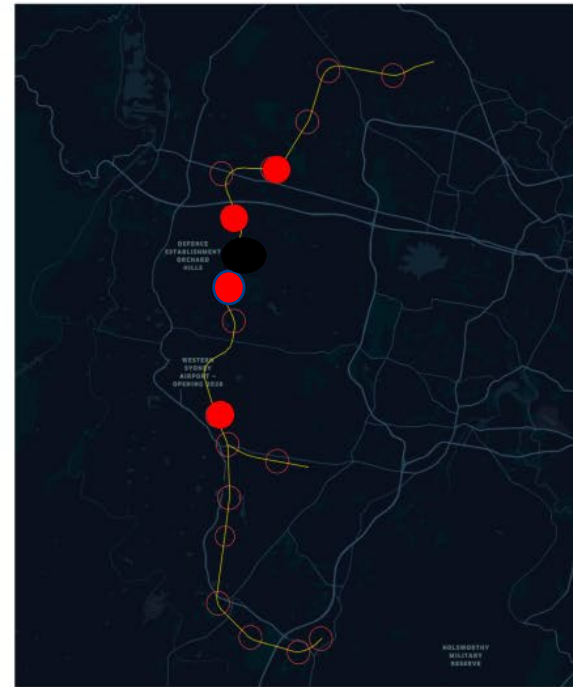 DEFENCE
ESTABLISHMENT
ORCHARD
HILLS
WESTERN
SYDNEY
AIRPORT –
OPENING 2026
HOLSWORTHY
MILITARY
RESERVE